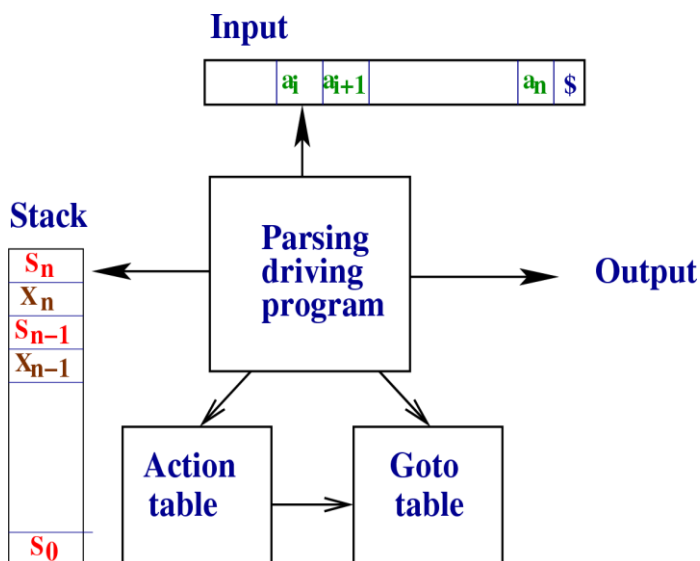 Input
ai ai+1 an $
Stack
Sn
Xn
Sn−1
Xn−1
S0
Parsing
driving
program
Output
Action
table
Goto
table